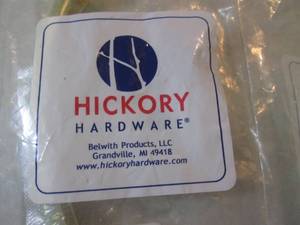 HICKORY
HARDWARE®
Belwith Products, LLC
Grandville, MI 49418
www.hickoryhardware.com